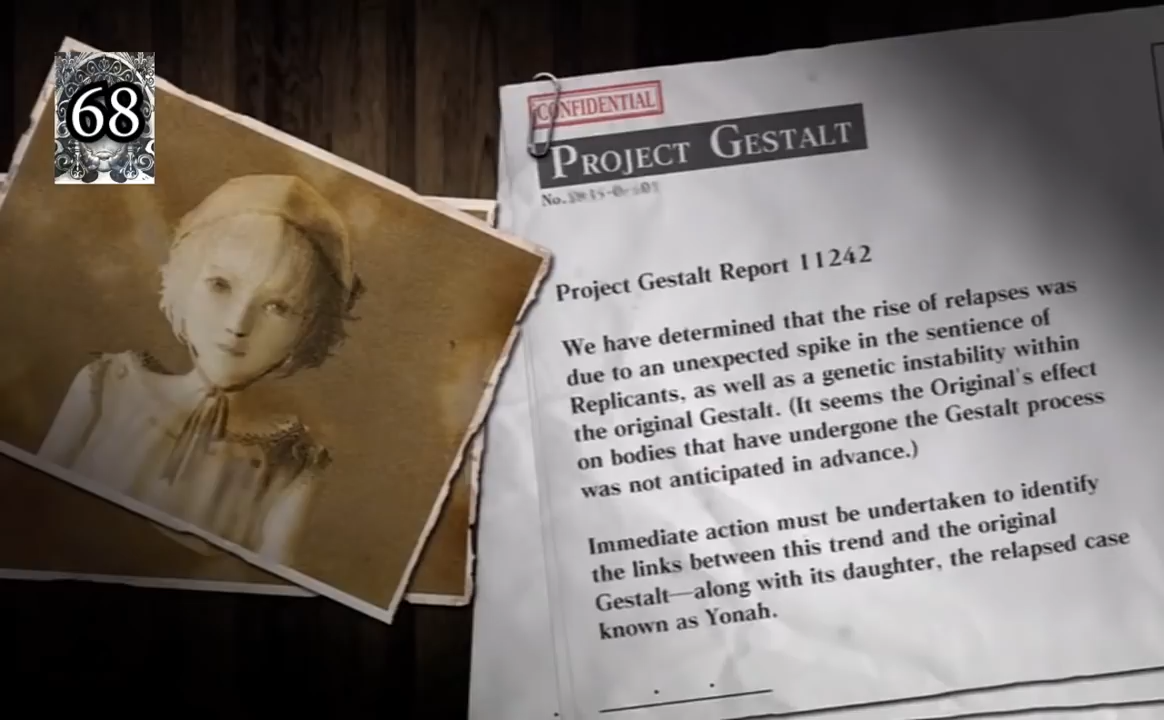 68
CONFIDENTIAL
PROJECT GESTALT
No.
Project Gestalt Report 11242
We have determined that the rise of relapses was
due to an unexpected spike in the sentience of
Replicants, as well as a genetic instability within
the original Gestalt. (It seems the Original's effect
on bodies that have undergone the Gestalt process
was not anticipated in advance.)
Immediate action must be undertaken to identify
the links between this trend and the original
Gestalt—along with its daughter, the relapsed case
known as Yonah.